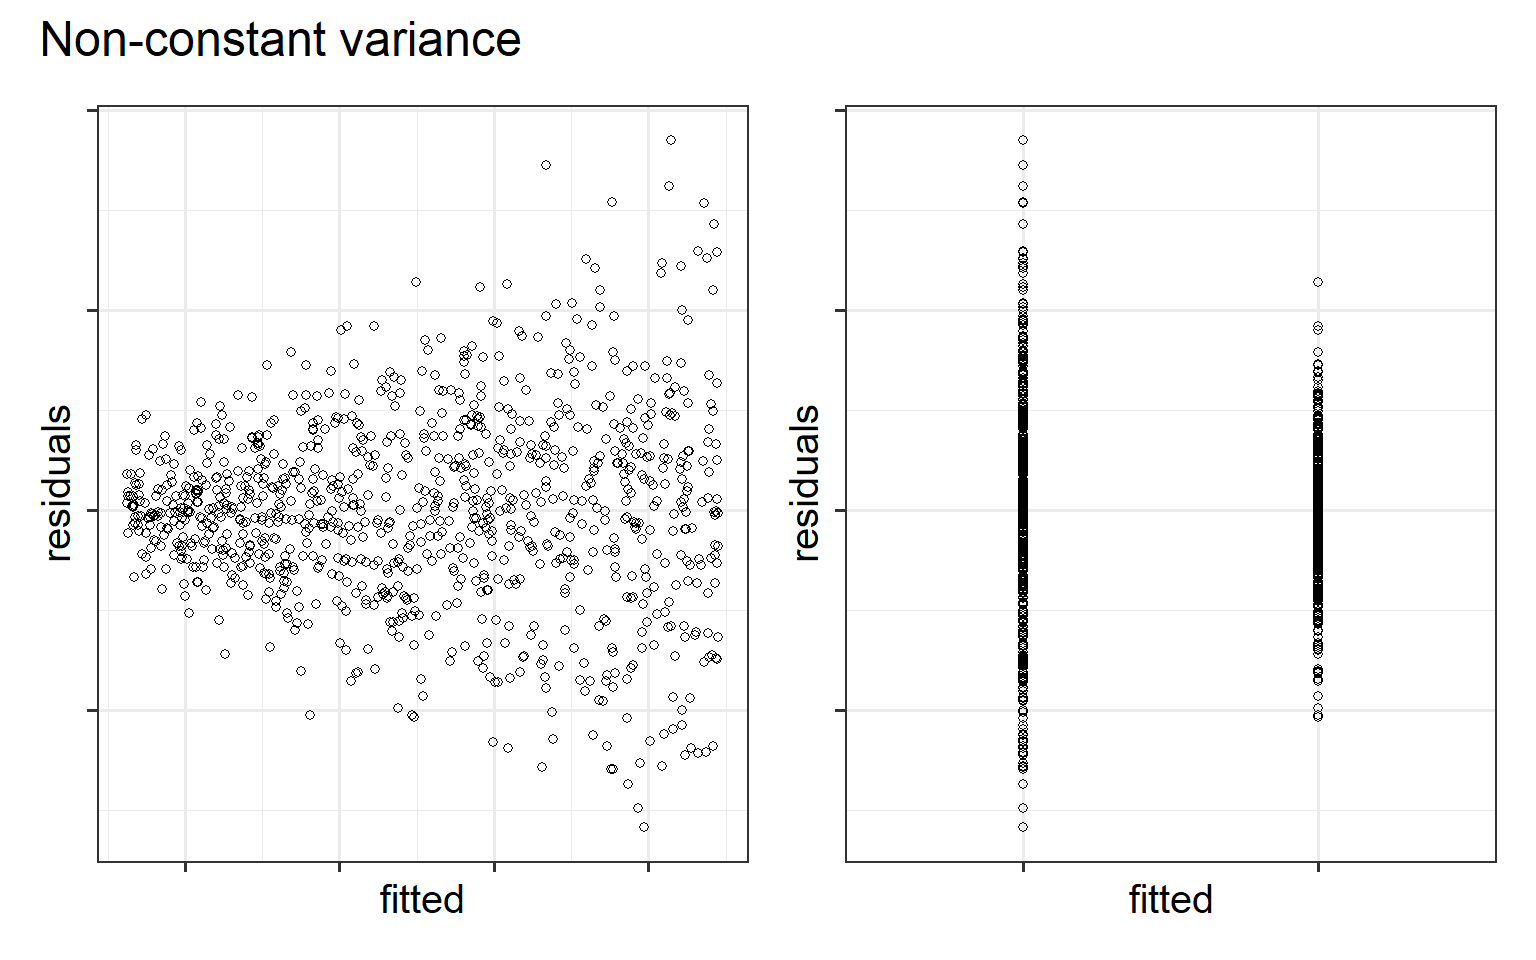 Non-constant variance
residuals
fitted
residuals
fitted